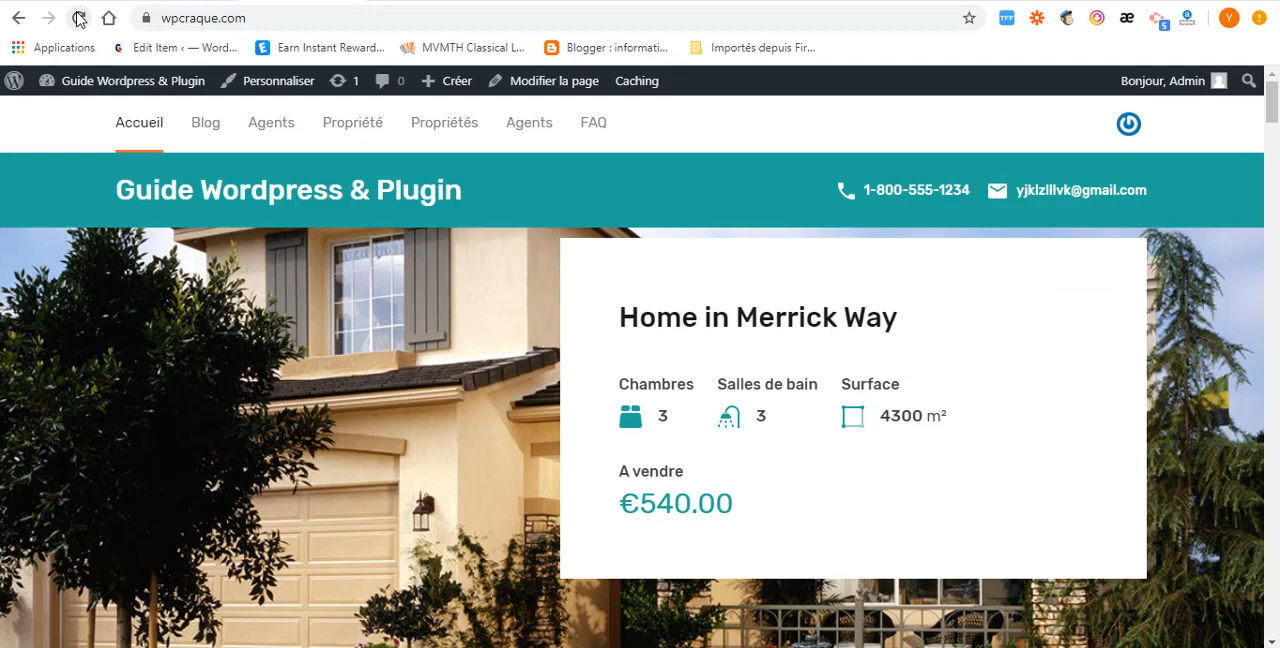 wpcraque.com
TFF
æ
5
Y
Applications
G Edit Item ‹ — Word...
Earn Instant Reward...
MVMTH Classical L...
Blogger : informati...
Importés depuis Fir...
Guide Wordpress & Plugin
Personnaliser
1
0
Créer
Modifier la page
Caching
Bonjour, Admin
Accueil
Blog
Agents
Propriété
Propriétés
Agents
FAQ
Guide Wordpress & Plugin
1-800-555-1234
Home in Merrick Way
Chambres
Salles de bain
Surface
3
3
4300 m²
A vendre
€540.00